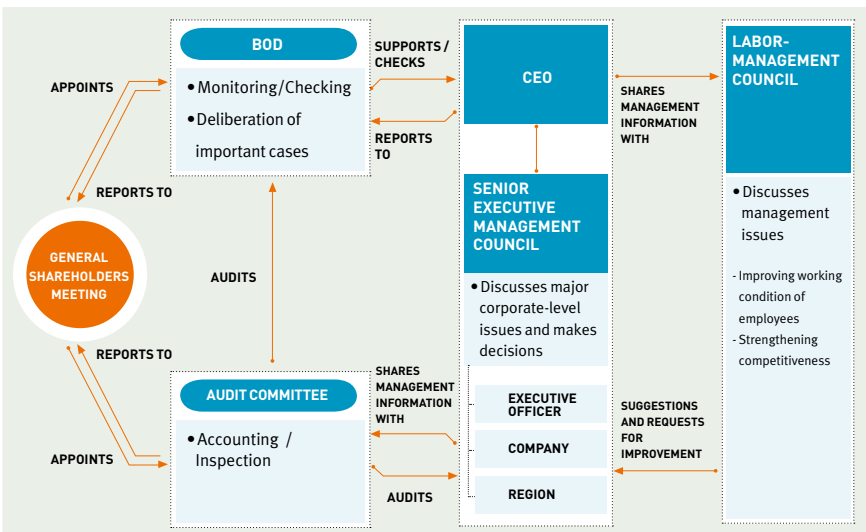 BOD
• Monitoring/Checking
• Deliberation of
important cases
APPOINTS
REPORTS TO
SUPPORTS /
CHECKS
REPORTS
TO
CEO
SHARES
MANAGEMENT
INFORMATION
WITH
LABOR-
MANAGEMENT
COUNCIL
• Discusses
management
issues
- Improving working
condition of
employees
- Strengthening
competitiveness
GENERAL
SHAREHOLDERS
MEETING
AUDITS
SENIOR
EXECUTIVE
MANAGEMENT
COUNCIL
• Discusses major
corporate-level
issues and makes
decisions
EXECUTIVE
OFFICER
COMPANY
REGION
REPORTS TO
APPOINTS
AUDIT COMMITTEE
• Accounting /
Inspection
SHARES
MANAGEMENT
INFORMATION
WITH
AUDITS
SUGGESTIONS
AND REQUESTS
FOR
IMPROVEMENT